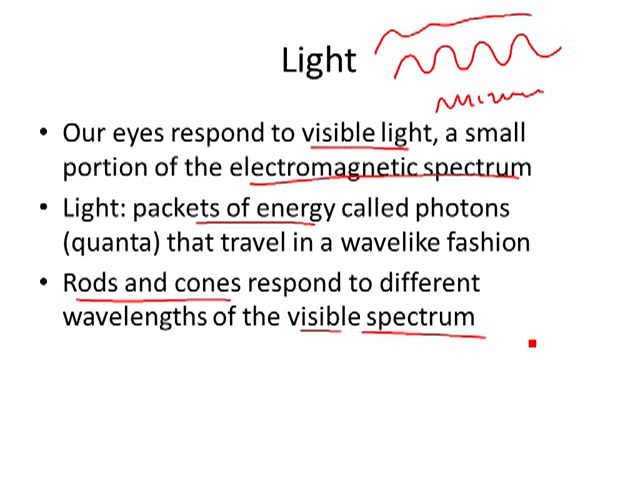 Light
• Our eyes respond to visible light, a small
portion of the electromagnetic spectrum
• Light: packets of energy called photons
(quanta) that travel in a wavelike fashion
• Rods and cones respond to different
wavelengths of the visible spectrum